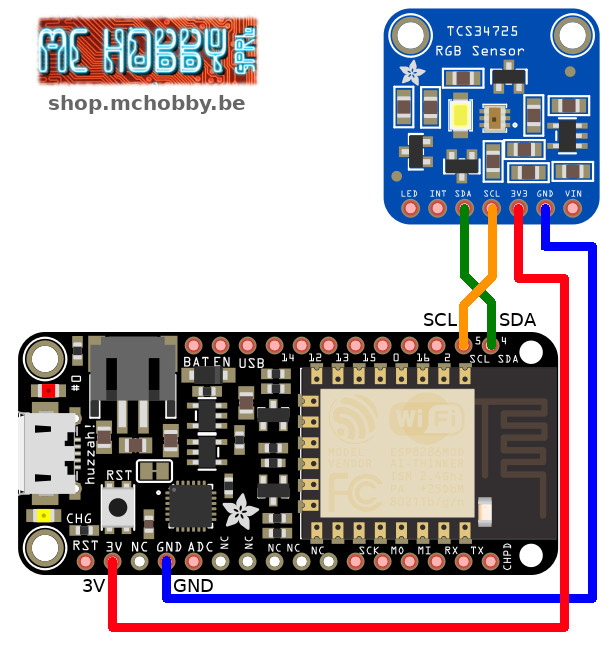 MC HOBBY SPRL
shop.mchobby.be
TCS34725
RGB Sensor
LED INT SDA SCL 3V3 GND VIN
SCL SDA
5 4
BAT EN USB 14 12 13 15 0 16 2 SCL SDA
#0
huzzah!
WiFi
FC
RST
CHG
RST 3V NC GND ADC NC NC NC NC NC SCK MO MI RX TX CHPD
3V GND